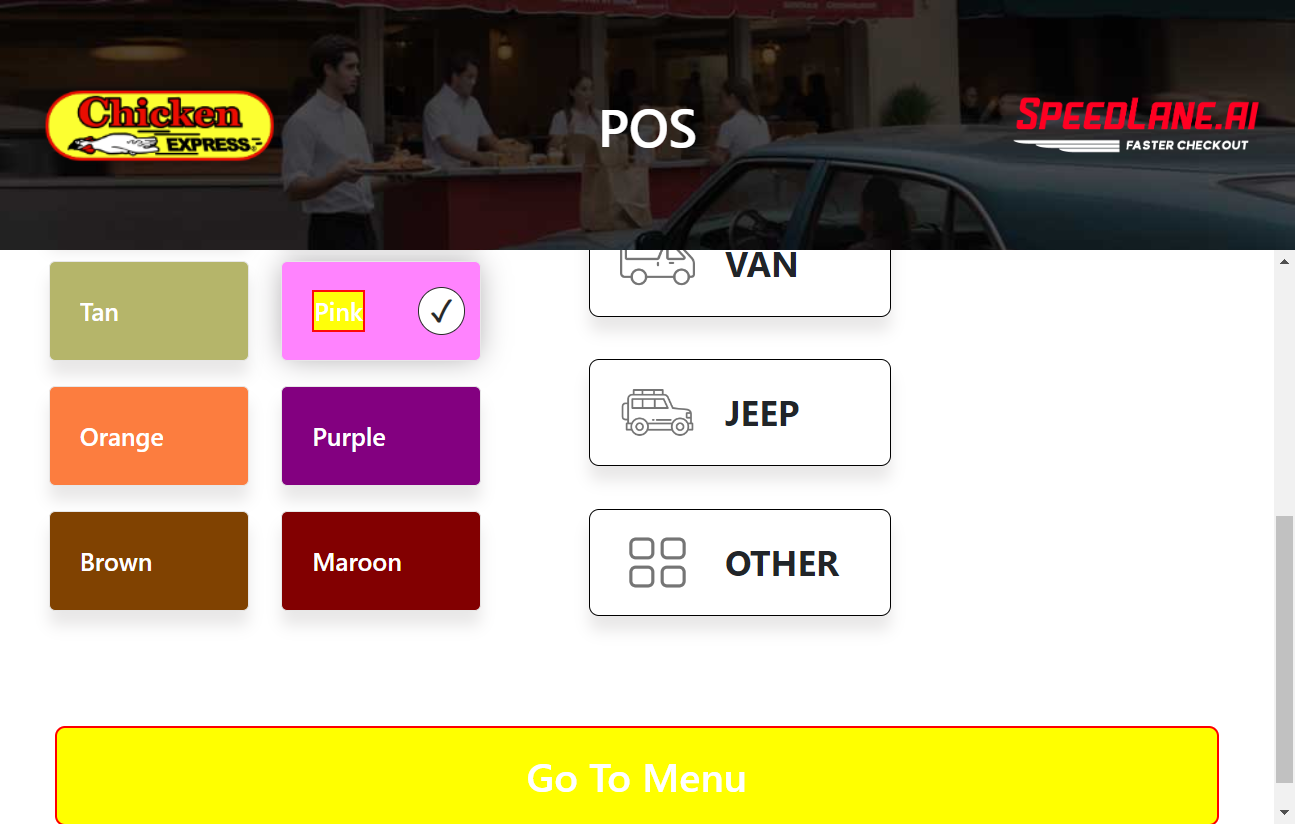 Chicken
EXPRESS
POS
SPEEDLANE.AI
FASTER CHECKOUT
Tan
Pink
Orange
Purple
Brown
Maroon
VAN
JEEP
OTHER
Go To Menu